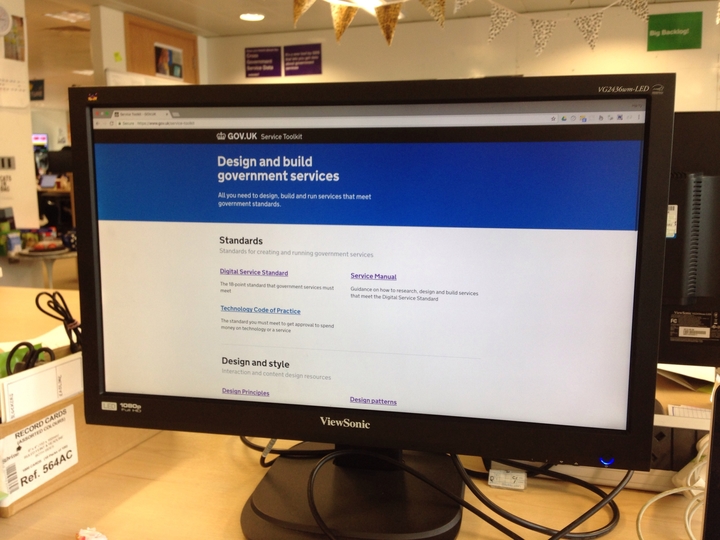 Big Backlog!
VG2436wm-LED
GOV.UK Service Toolkit
Design and build
government services
All you need to design, build and run services that meet
government standards.
Standards
Standards for creating and running government services
Digital Service Standard
The 18-point standard that government services must
meet
Service Manual
Guidance on how to research, design and build services
that meet the Digital Service Standard
Technology Code of Practice
The standard you must meet to get approval to spend
money on technology or a service
Design and style
Interaction and content design resources
Design Principles
Design patterns
LED 1080p
Full HD
ViewSonic
RECORD CARDS
(ASSORTED COLOURS)
Ref. 564AC